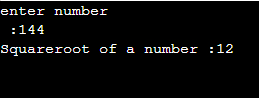 enter number
:144
Squareroot of a number :12